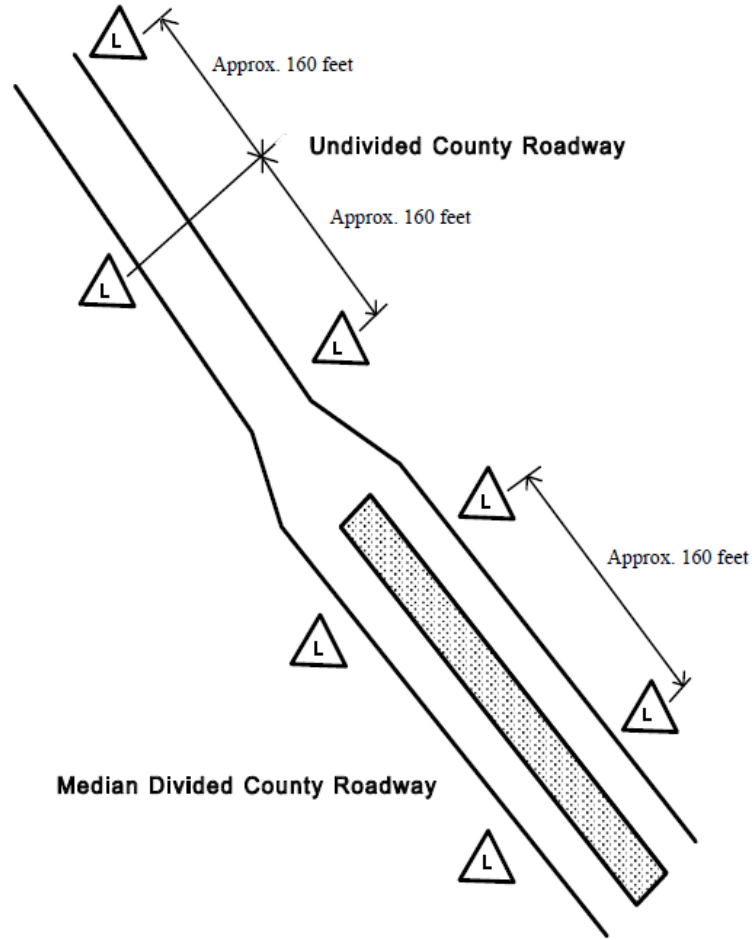 L
Approx. 160 feet
Undivided County Roadway
Approx. 160 feet
L
L
L
Approx. 160 feet
L
L
Median Divided County Roadway
L